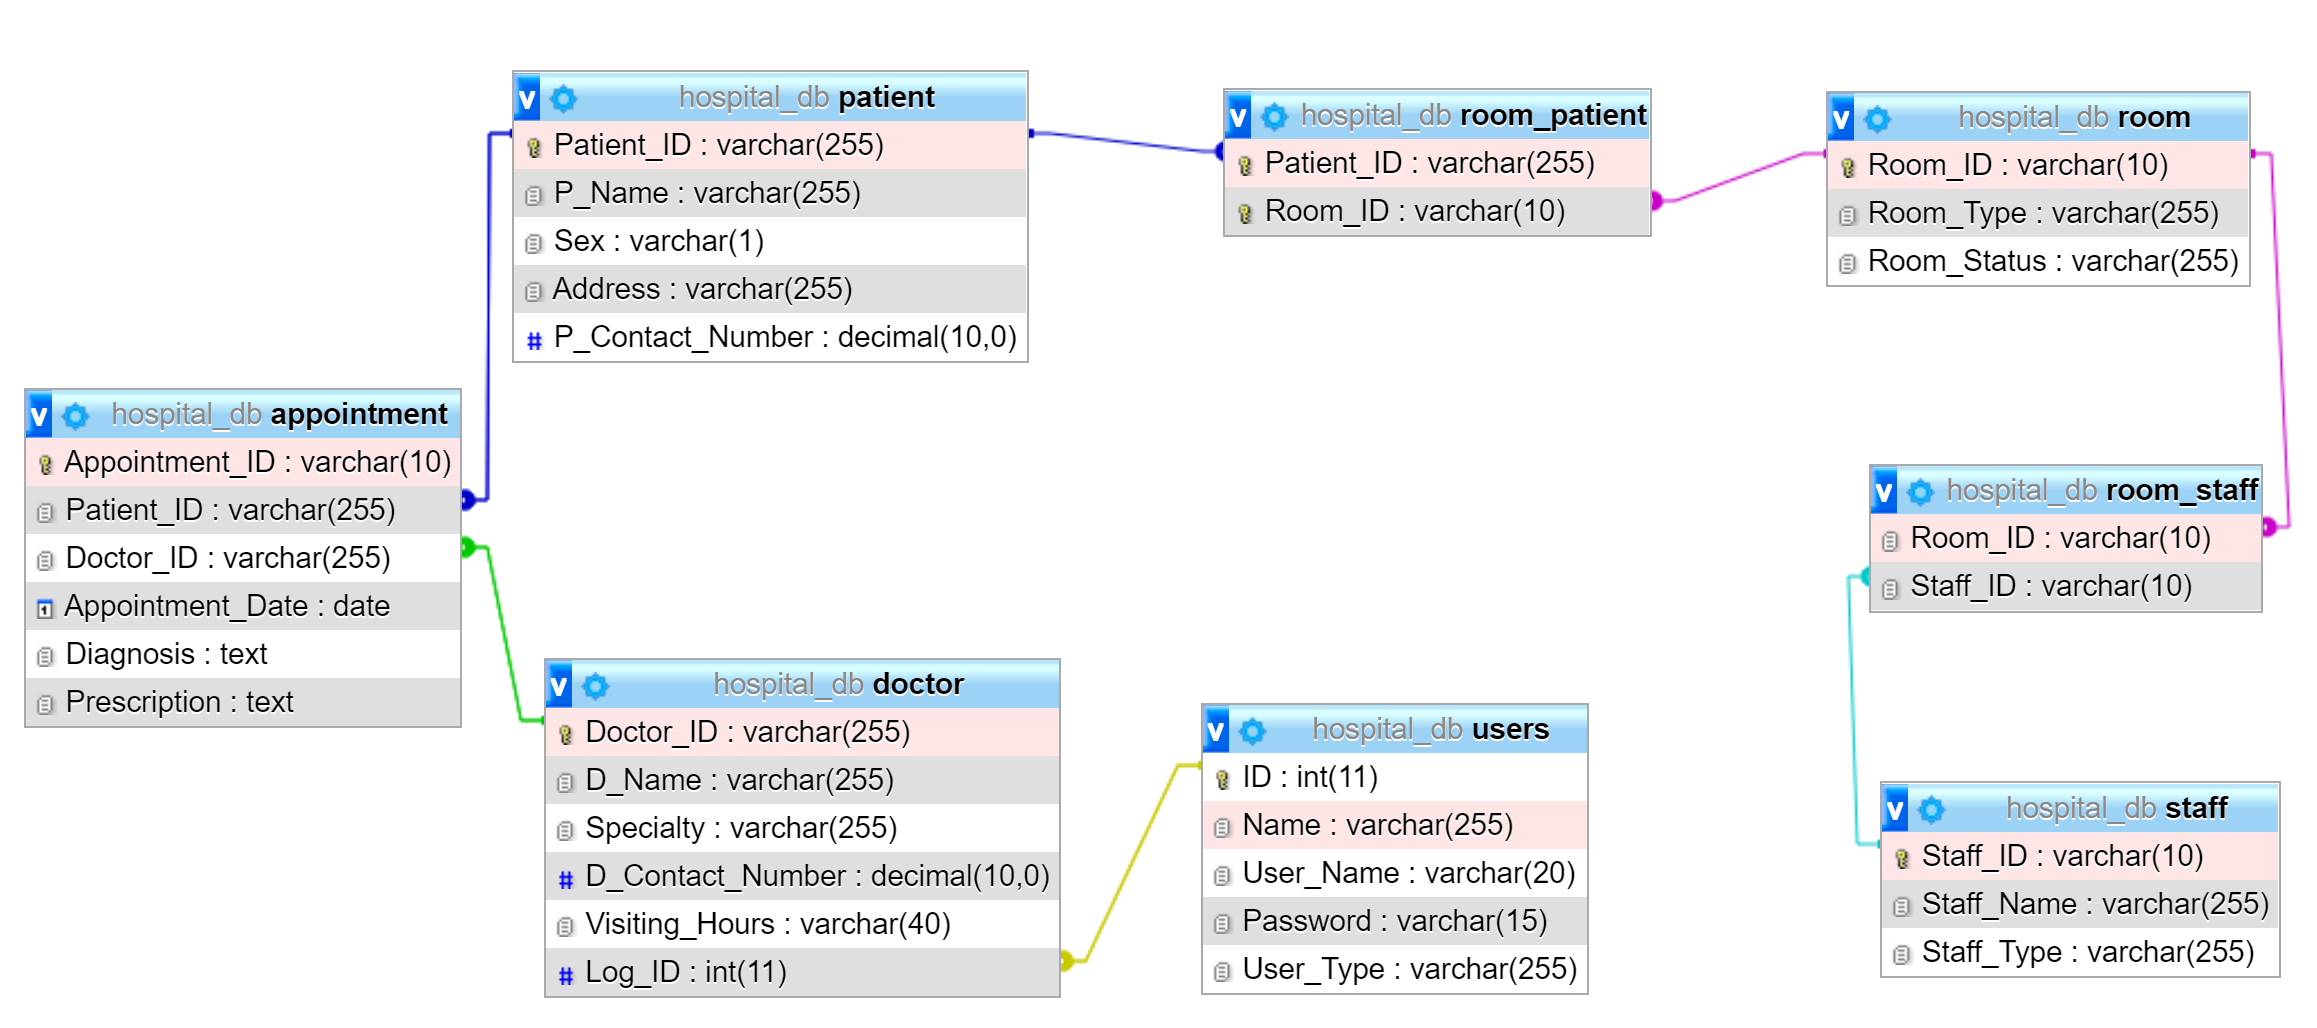 hospital_db patient
Patient_ID : varchar(255)
P_Name : varchar(255)
Sex : varchar(1)
Address : varchar(255)
P_Contact_Number : decimal(10,0)
hospital_db room_patient
Patient_ID : varchar(255)
Room_ID : varchar(10)
hospital_db room
Room_ID : varchar(10)
Room_Type : varchar(255)
Room_Status : varchar(255)
hospital_db appointment
Appointment_ID : varchar(10)
Patient_ID : varchar(255)
Doctor_ID : varchar(255)
Appointment_Date : date
Diagnosis : text
Prescription : text
hospital_db room_staff
Room_ID : varchar(10)
Staff_ID : varchar(10)
hospital_db doctor
Doctor_ID : varchar(255)
D_Name : varchar(255)
Specialty : varchar(255)
D_Contact_Number : decimal(10,0)
Visiting_Hours : varchar(40)
Log_ID : int(11)
hospital_db users
ID : int(11)
Name : varchar(255)
User_Name : varchar(20)
Password : varchar(15)
User_Type : varchar(255)
hospital_db staff
Staff_ID : varchar(10)
Staff_Name : varchar(255)
Staff_Type : varchar(255)